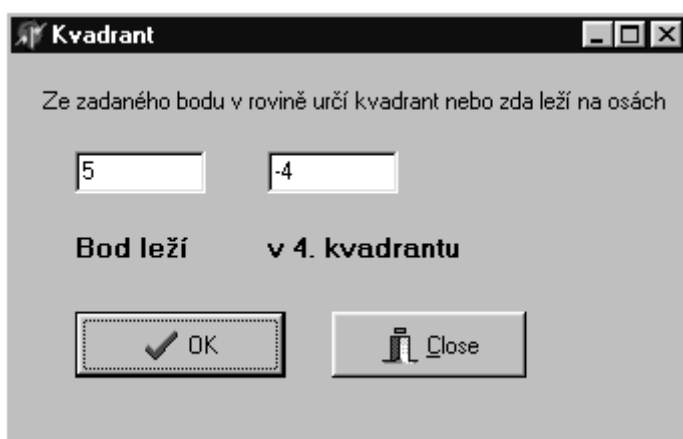 Kvadrant
Ze zadaného bodu v rovině určí kvadrant nebo zda leží na osách
5 -4
Bod leží v 4. kvadrantu
OK Close